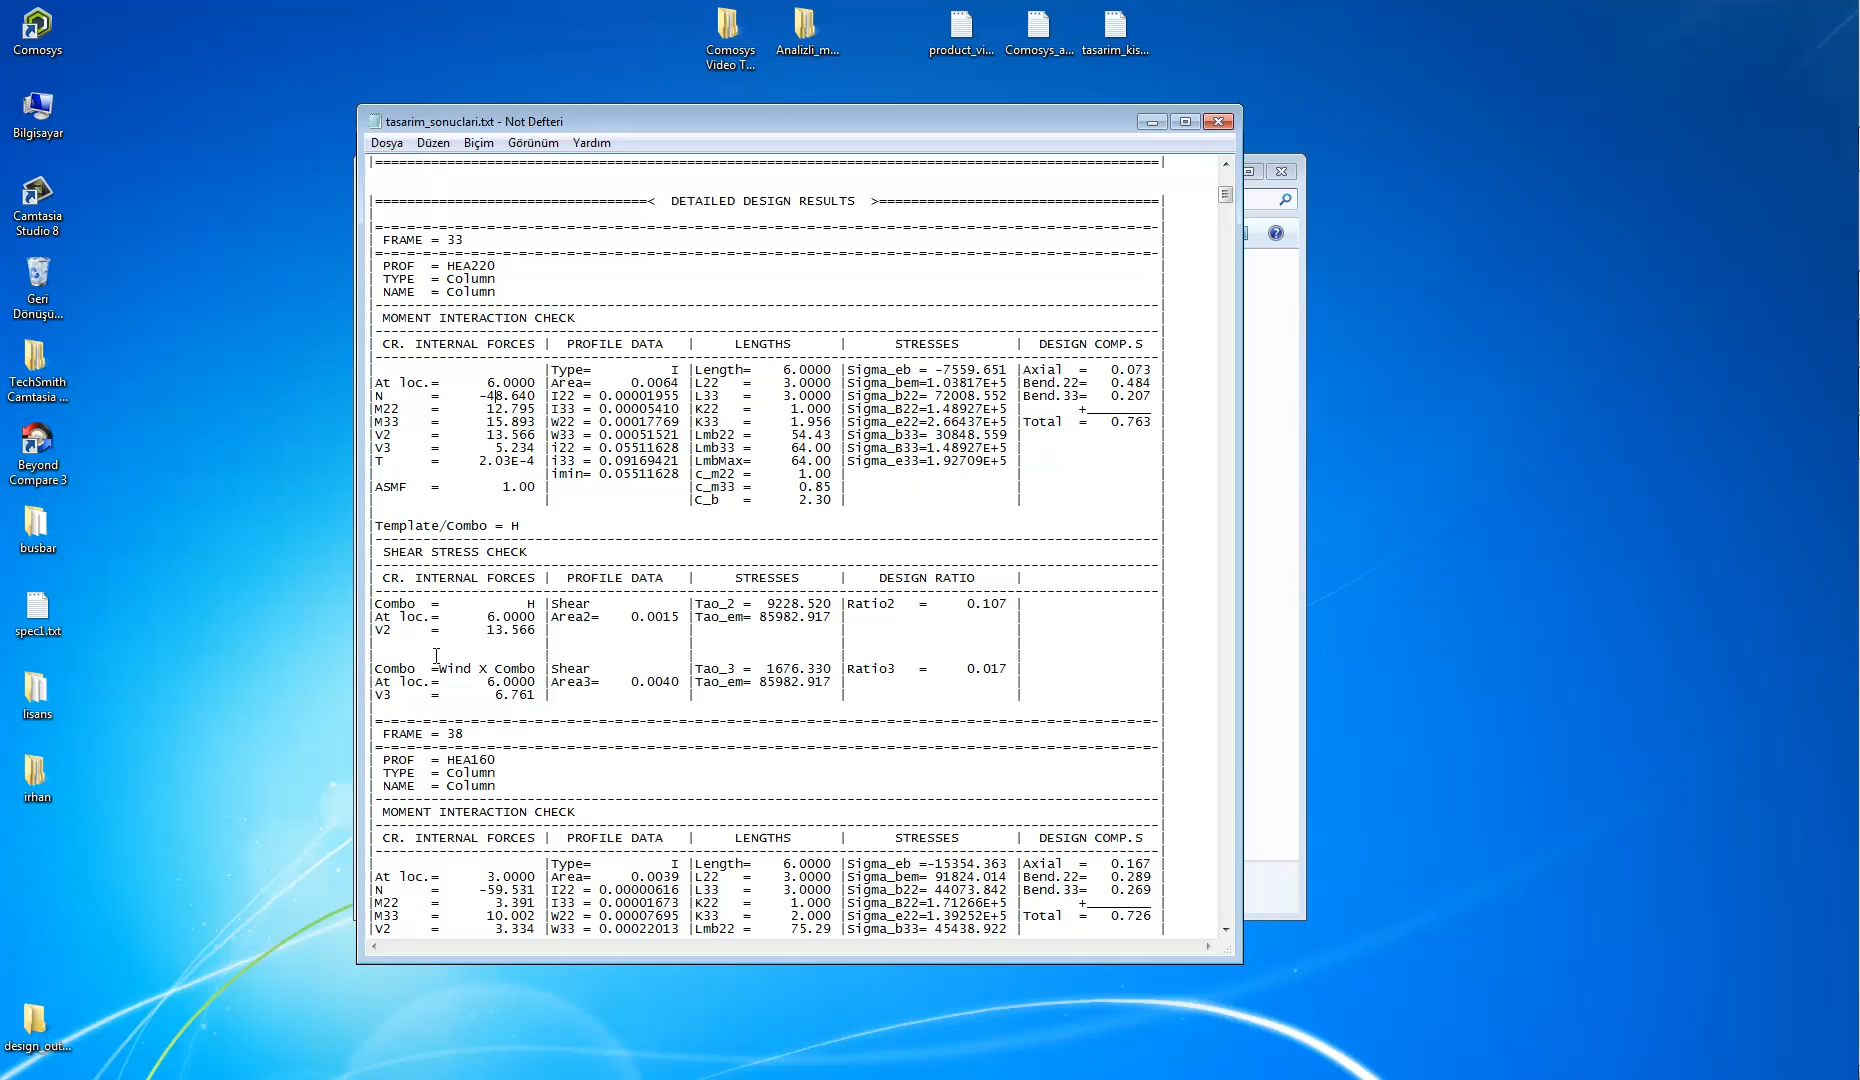 Comosys
Bilgisayar
Camtasia
Studio 8
Geri
Dönüşü...
TechSmith
Camtasia ...
Beyond
Compare 3
busbar
spec1.txt
lisans
irhan
design_out...
Comosys
Video T...
Analizli_m...
product_vi...
Comosys_a...
tasarim_kis...
tasarim_sonuclari.txt - Not Defteri
Dosya Düzen Biçim Görünüm Yardım
DETAILED DESIGN RESULTS
FRAME = 33
PROF = HEA220
TYPE = Column
NAME = Column
MOMENT INTERACTION CHECK
CR. INTERNAL FORCES | PROFILE DATA | LENGTHS | STRESSES | DESIGN COMP.S
|Type= I |Length= 6.0000 |Sigma_eb = -7559.651 |Axial = 0.073
At loc.= 6.0000 |Area= 0.0064 |L22 = 3.0000 |Sigma_bem=1.03817E+5 |Bend.22= 0.484
N = -48.640 |I22 = 0.00001955 |L33 = 3.0000 |Sigma_b22= 72008.552 |Bend.33= 0.207
M22 = 12.795 |I33 = 0.00005410 |K22 = 1.000 |Sigma_B22=1.48927E+5 | +________
M33 = 15.893 |W22 = 0.00017769 |K33 = 1.956 |Sigma_e22=2.66437E+5 |Total = 0.763
V2 = 13.566 |W33 = 0.00051521 |Lmb22 = 54.43 |Sigma_b33= 30848.559 |
V3 = 5.234 |i22 = 0.05511628 |Lmb33 = 64.00 |Sigma_B33=1.48927E+5 |
T = 2.03E-4 |i33 = 0.09169421 |LmbMax= 64.00 |Sigma_e33=1.92709E+5 |
|imin= 0.05511628 |c_m22 = 1.00 |
ASMF = 1.00 | |c_m33 = 0.85 |
| |C_b = 2.30 |
Template/Combo = H
SHEAR STRESS CHECK
CR. INTERNAL FORCES | PROFILE DATA | STRESSES | DESIGN RATIO |
Combo = H |Shear |Tao_2 = 9228.520 |Ratio2 = 0.107 |
At loc.= 6.0000 |Area2= 0.0015 |Tao_em= 85982.917 |
V2 = 13.566 |
Combo =Wind X Combo |Shear |Tao_3 = 1676.330 |Ratio3 = 0.017 |
At loc.= 6.0000 |Area3= 0.0040 |Tao_em= 85982.917 |
V3 = 6.761 |
FRAME = 38
PROF = HEA160
TYPE = Column
NAME = Column
MOMENT INTERACTION CHECK
CR. INTERNAL FORCES | PROFILE DATA | LENGTHS | STRESSES | DESIGN COMP.S
|Type= I |Length= 6.0000 |Sigma_eb =-15354.363 |Axial = 0.167
At loc.= 3.0000 |Area= 0.0039 |L22 = 3.0000 |Sigma_bem= 91824.014 |Bend.22= 0.289
N = -59.531 |I22 = 0.00000616 |L33 = 3.0000 |Sigma_b22= 44073.842 |Bend.33= 0.269
M22 = 3.391 |I33 = 0.00001673 |K22 = 1.000 |Sigma_B22=1.71266E+5 | +________
M33 = 10.002 |W22 = 0.00007695 |K33 = 2.000 |Sigma_e22=1.39252E+5 |Total = 0.726
V2 = 3.334 |W33 = 0.00022013 |Lmb22 = 75.29 |Sigma_b33= 45438.922 |